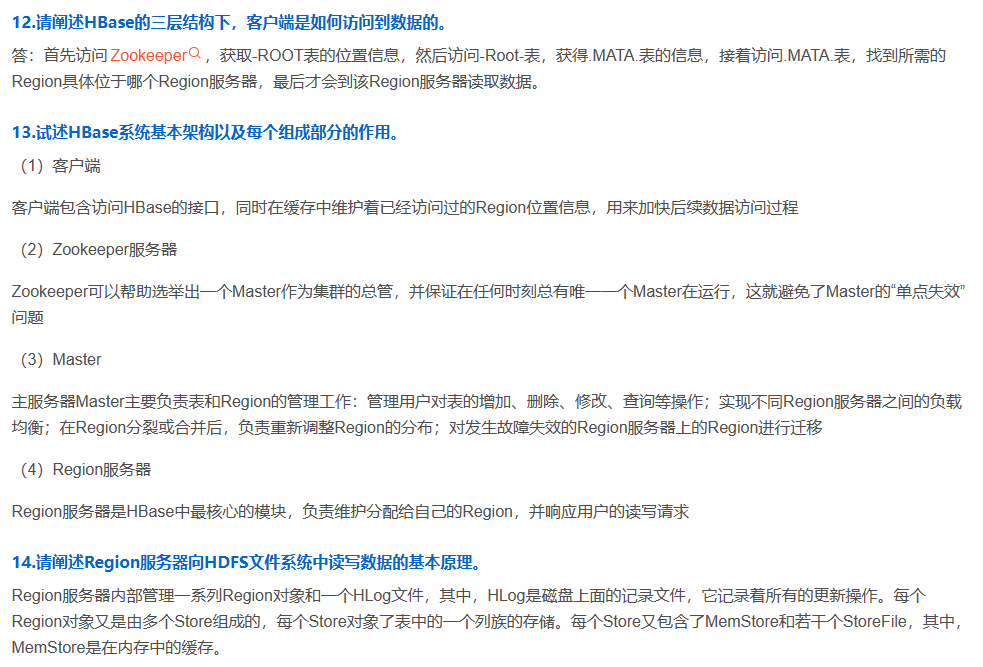 12.请阐述HBase的三层结构下，客户端是如何访问到数据的。
答：首先访问Zookeeper，获取-ROOT表的位置信息，然后访问-Root-表，获得.MATA.表的信息，接着访问.MATA.表，找到所需的
Region具体位于哪个Region服务器，最后才会到该Region服务器读取数据。
13.试述HBase系统基本架构以及每个组成部分的作用。
（1）客户端
客户端包含访问HBase的接口，同时在缓存中维护着已经访问过的Region位置信息，用来加快后续数据访问过程
（2）Zookeeper服务器
Zookeeper可以帮助选举出一个Master作为集群的总管，并保证在任何时刻总有唯一一个Master在运行，这就避免了Master的“单点失效”
问题
（3）Master
主服务器Master主要负责表和Region的管理工作：管理用户对表的增加、删除、修改、查询等操作；实现不同Region服务器之间的负载
均衡；在Region分裂或合并后，负责重新调整Region的分布；对发生故障失效的Region服务器上的Region进行迁移
（4）Region服务器
Region服务器是HBase中最核心的模块，负责维护分配给自己的Region，并响应用户的读写请求
14.请阐述Region服务器向HDFS文件系统中读写数据的基本原理。
Region服务器内部管理一系列Region对象和一个HLog文件，其中，HLog是磁盘上面的记录文件，它记录着所有的更新操作。每个
Region对象又是由多个Store组成的，每个Store对象了表中的一个列族的存储。每个Store又包含了MemStore和若干个StoreFile，其中，
MemStore是在内存中的缓存。